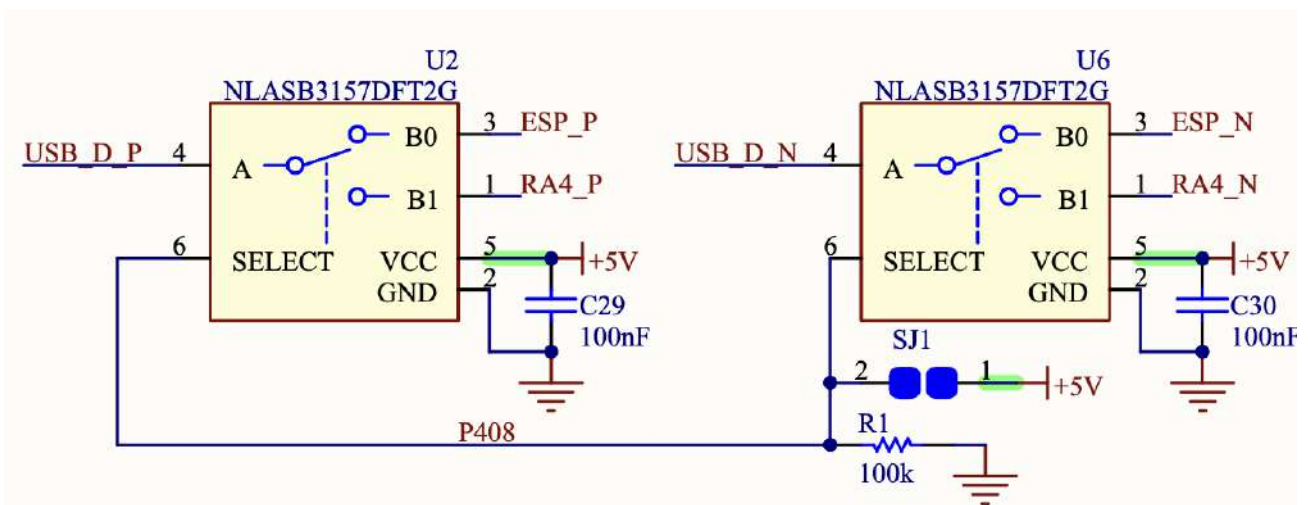 U2
NLASB3157DFT2G
USB_D_P 4 A B0 3 ESP_P
B1 1 RA4_P
6 SELECT VCC 5 +5V
GND 2
C29
100nF
U6
NLASB3157DFT2G
USB_D_N 4 A B0 3 ESP_N
B1 1 RA4_N
6 SELECT VCC 5 +5V
GND 2
C30
100nF
SJ1
2 1 +5V
P408
R1
100k